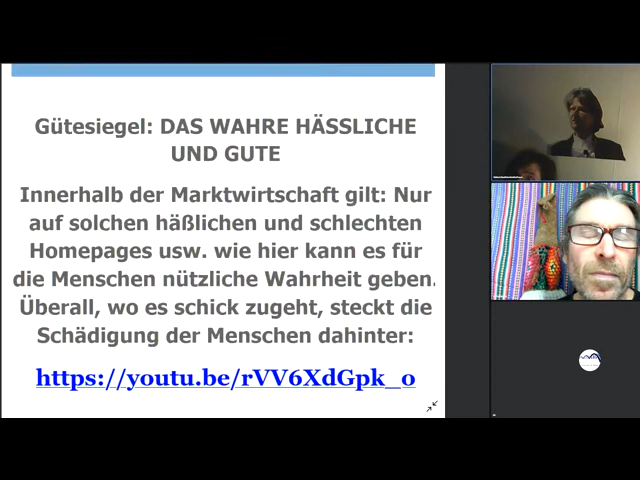 Gütesiegel: DAS WAHRE HÄSSLICHE
UND GUTE
Innerhalb der Marktwirtschaft gilt: Nur
auf solchen häßlichen und schlechten
Homepages usw. wie hier kann es für
die Menschen nützliche Wahrheit geben.
Überall, wo es schick zugeht, steckt die
Schädigung der Menschen dahinter:
https://youtu.be/rVV6XdGpk_o